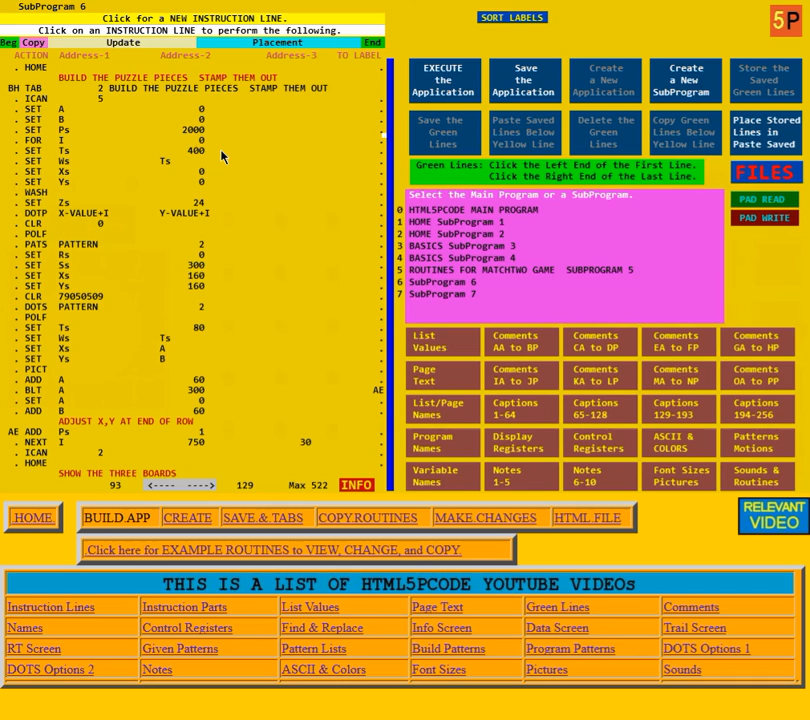 SubProgram 6
Click for a NEW INSTRUCTION LINE.
Click on an INSTRUCTION LINE to perform the following.
Beg Copy Update Placement End
ACTION Address-1 Address-2 Address-3 TO LABEL
. HOME .
BUILD THE PUZZLE PIECES STAMP THEM OUT
BH TAB 2 BUILD THE PUZZLE PIECES STAMP THEM OUT
. ICAN 5 .
. SET A 0 .
. SET B 0 .
. SET Ps 2000 .
. FOR I 0 .
. SET Ts 400 .
. SET Ws Ts .
. SET Xs 0 .
. SET Ys 0 .
. WASH .
. SET Zs 24 .
. DOTP X-VALUE+I Y-VALUE+I .
. CLR 0 .
. POLF .
. PATS PATTERN 2 .
. SET Rs 0 .
. SET Ss 300 .
. SET Xs 160 .
. SET Ys 160 .
. CLR 79050509 .
. DOTS PATTERN 2 .
. POLF .
. SET Ts 80 .
. SET Ws Ts .
. SET Xs A .
. SET Ys B .
. PICT .
. ADD A 60 .
. BLT A 300 AE
. SET A 0 .
. ADD B 60 .
ADJUST X,Y AT END OF ROW
AE ADD Ps 1 .
. NEXT I 750 30 .
. ICAN 2 .
. HOME .
SHOW THE THREE BOARDS
93 <---- ----> 129 Max 522 INFO
SORT LABELS
5P
EXECUTE the Application
Save the Application
Create a New Application
Create a New SubProgram
Store the Saved Green Lines
Save the Green Lines
Paste Saved Lines Below Yellow Line
Delete the Green Lines
Copy Green Lines Below Yellow Line
Place Stored Lines in Paste Saved
Green Lines: Click the Left End of the First Line.
Click the Right End of the Last Line.
FILES
PAD READ
PAD WRITE
Select the Main Program or a SubProgram.
0 HTML5PCODE MAIN PROGRAM
1 HOME SubProgram 1
2 HOME SubProgram 2
3 BASICS SubProgram 3
4 BASICS SubProgram 4
5 ROUTINES FOR MATCHTWO GAME SUBPROGRAM 5
6 SubProgram 6
7 SubProgram 7
List Values
Comments AA to BP
Comments CA to DP
Comments EA to FP
Comments GA to HP
Page Text
Comments IA to JP
Comments KA to LP
Comments MA to NP
Comments OA to PP
List/Page Names
Captions 1-64
Captions 65-128
Captions 129-193
Captions 194-256
Program Names
Display Registers
Control Registers
ASCII & COLORS
Patterns Motions
Variable Names
Notes 1-5
Notes 6-10
Font Sizes Pictures
Sounds & Routines
HOME
BUILD.APP CREATE SAVE & TABS COPY ROUTINES MAKE CHANGES HTML FILE
RELEVANT VIDEO
Click here for EXAMPLE ROUTINES to VIEW, CHANGE, and COPY.
THIS IS A LIST OF HTML5PCODE YOUTUBE VIDEOs
Instruction Lines Instruction Parts List Values Page Text Green Lines Comments
Names Control Registers Find & Replace Info Screen Data Screen Trail Screen
RT Screen Given Patterns Pattern Lists Build Patterns Program Patterns DOTS Options 1
DOTS Options 2 Notes ASCII & Colors Font Sizes Pictures Sounds